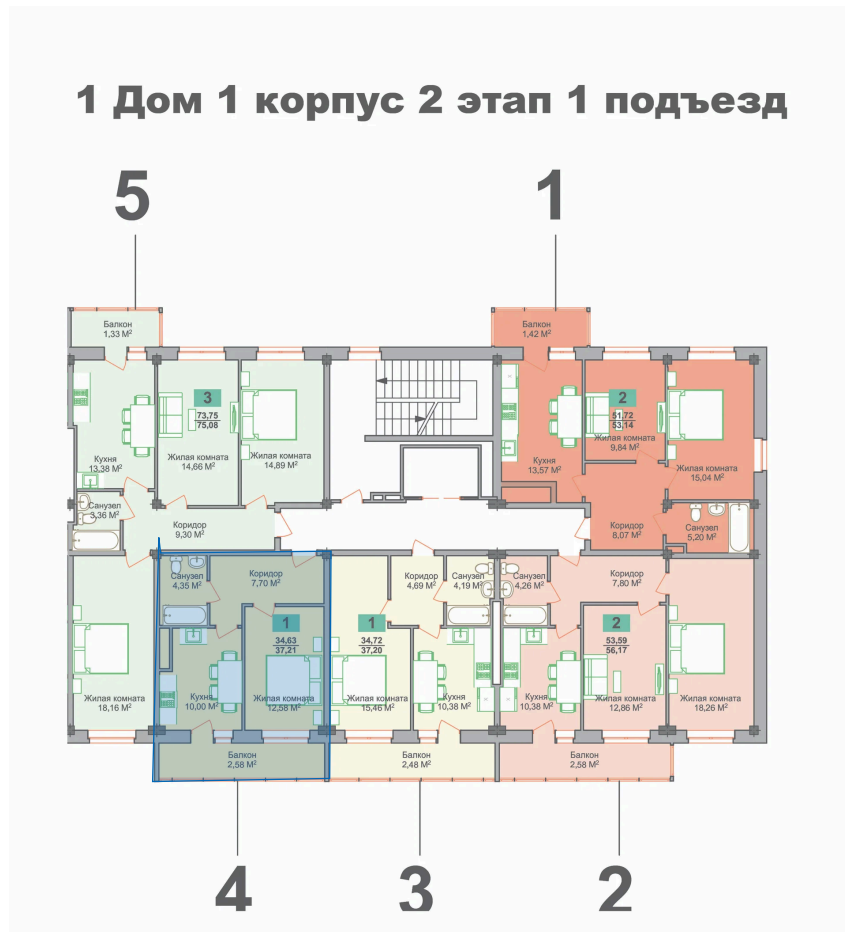 1 Дом 1 корпус 2 этап 1 подъезд
5
1
Балкон
1,33 М²
Балкон
1,42 М²
3
73,75
75,08
2
51,72
53,14
Жилая комната
9,84 М²
Кухня
13,38 М²
Жилая комната
14,66 М²
Жилая комната
14,89 М²
Кухня
13,57 М²
Жилая комната
15,04 М²
Санузел
3,36 М²
Коридор
9,30 М²
Коридор
8,07 М²
Санузел
5,20 М²
Санузел
4,35 М²
Коридор
7,70 М²
Коридор
4,69 М²
Санузел
4,19 М²
Санузел
4,26 М²
Коридор
7,80 М²
1
34,63
37,21
1
34,72
37,20
2
53,59
56,17
Жилая комната
18,16 М²
Кухня
10,00 М²
Жилая комната
12,58 М²
Жилая комната
15,46 М²
Кухня
10,38 М²
Кухня
10,38 М²
Жилая комната
12,86 М²
Жилая комната
18,26 М²
Балкон
2,58 М²
Балкон
2,48 М²
Балкон
2,58 М²
4
3
2